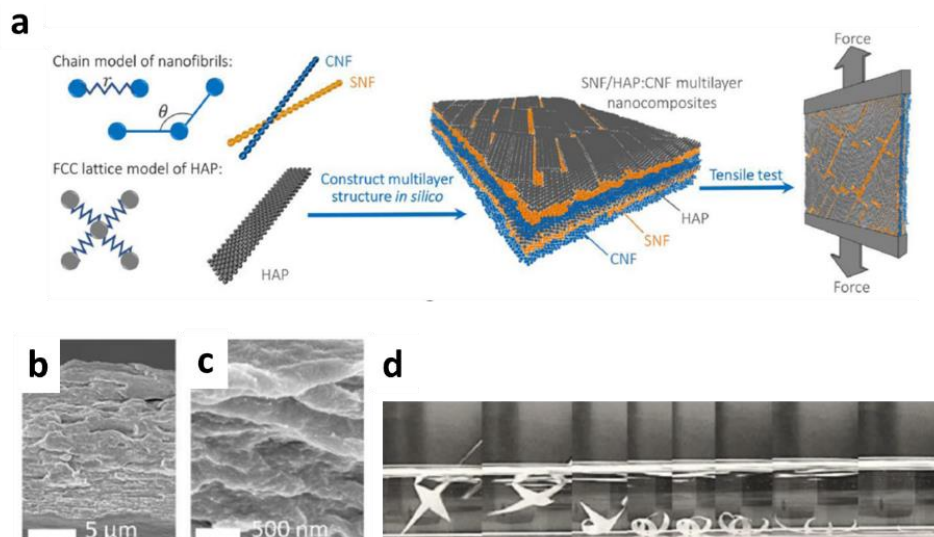 a
Chain model of nanofibrils:
r
θ
CNF
SNF
FCC lattice model of HAP:
HAP
Construct multilayer
structure in silico
SNF/HAP:CNF multilayer
nanocomposites
HAP
SNF
CNF
Tensile test
Force
Force
b
5 μm
c
500 nm
d